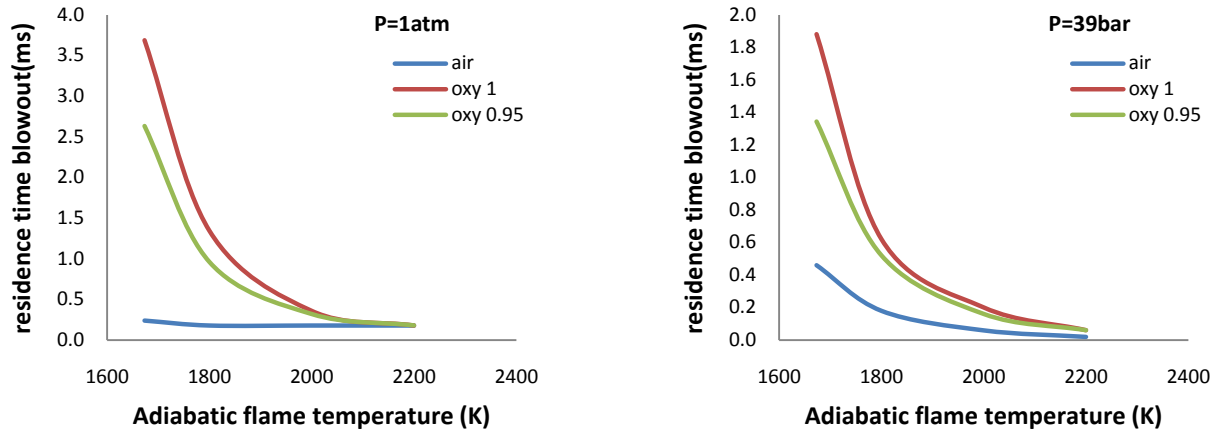 P=1atm
air
oxy 1
oxy 0.95
residence time blowout(ms)
4.0
3.5
3.0
2.5
2.0
1.5
1.0
0.5
0.0
1600 1800 2000 2200 2400
Adiabatic flame temperature (K)
P=39bar
air
oxy 1
oxy 0.95
residence time blowout(ms)
2.0
1.8
1.6
1.4
1.2
1.0
0.8
0.6
0.4
0.2
0.0
1600 1800 2000 2200 2400
Adiabatic flame temperature (K)